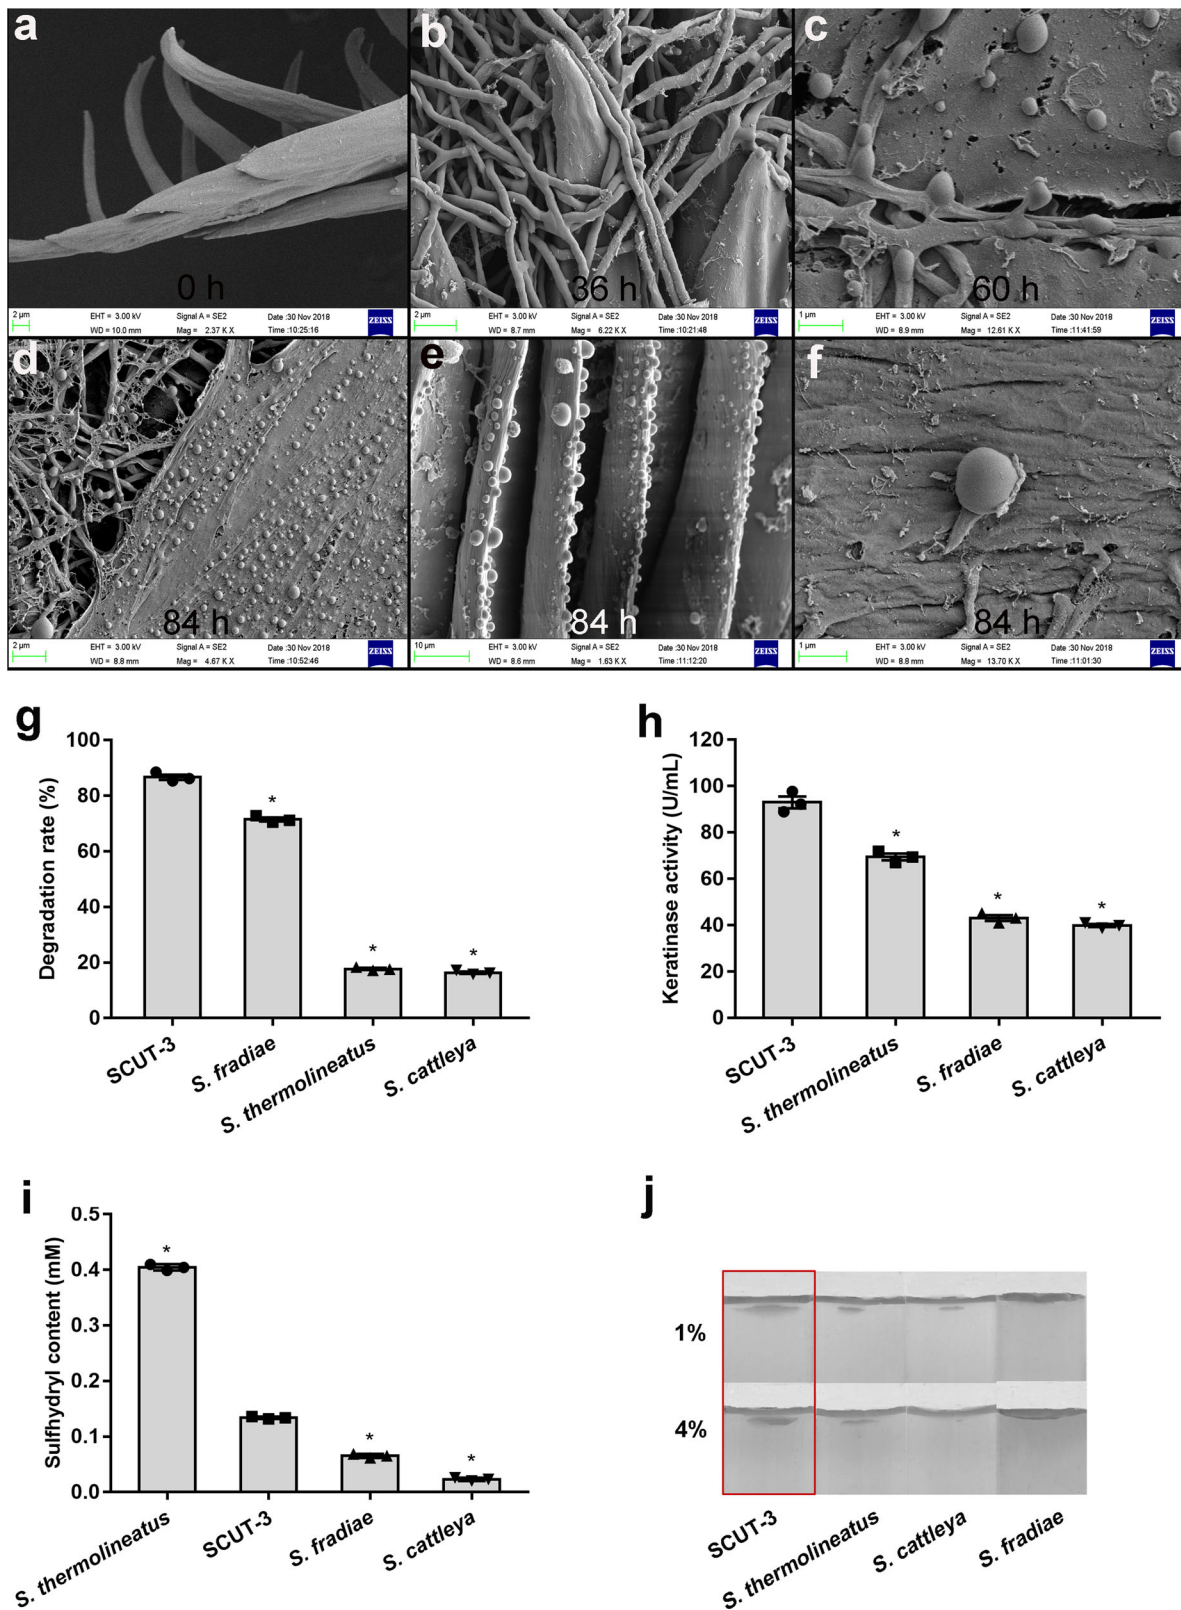 a
b
c
0 h
36 h
60 h
2 µm
EHT = 3.00 kV
Signal A = SE2
Date :30 Nov 2018
WD = 10.0 mm
Mag = 2.37 K X
Time :10:25:16
ZEISS
2 µm
EHT = 3.00 kV
Signal A = SE2
Date :30 Nov 2018
WD = 8.7 mm
Mag = 6.22 K X
Time :10:21:48
ZEISS
1 µm
EHT = 3.00 kV
Signal A = SE2
Date :30 Nov 2018
WD = 8.9 mm
Mag = 12.61 K X
Time :11:41:59
ZEISS
d
e
f
84 h
84 h
84 h
2 µm
EHT = 3.00 kV
Signal A = SE2
Date :30 Nov 2018
WD = 8.8 mm
Mag = 4.67 K X
Time :10:52:46
ZEISS
10 µm
EHT = 3.00 kV
Signal A = SE2
Date :30 Nov 2018
WD = 8.6 mm
Mag = 1.63 K X
Time :11:12:20
ZEISS
1 µm
EHT = 3.00 kV
Signal A = SE2
Date :30 Nov 2018
WD = 8.8 mm
Mag = 13.70 K X
Time :11:01:30
ZEISS
g
Degradation rate (%)
100
80
60
40
20
0
*
*
*
SCUT-3
S. fradiae
S. thermolineatus
S. cattleya
h
Keratinase activity (U/mL)
120
100
80
60
40
20
0
*
*
*
SCUT-3
S. thermolineatus
S. fradiae
S. cattleya
i
Sulfhydryl content (mM)
0.5
0.4
0.3
0.2
0.1
0.0
*
*
*
S. thermolineatus
SCUT-3
S. fradiae
S. cattleya
j
1%
4%
SCUT-3
S. thermolineatus
S. cattleya
S. fradiae